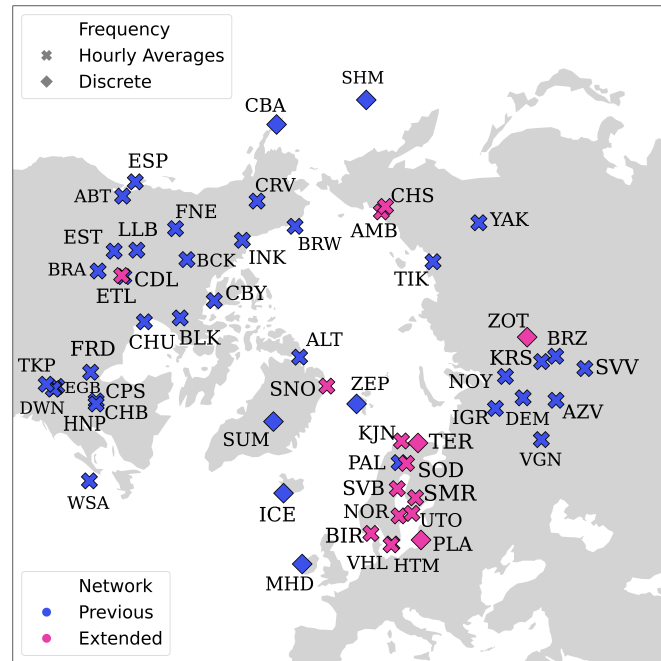 Frequency
Hourly Averages
Discrete
SHM
CBA
ESP
ABT
CRV
CHS
FNE
AMB
YAK
EST
LLB
BRW
INK
BCK
BRA
CDL
TIK
ETL
CBY
ZOT
CHU
BLK
BRZ
FRD
ALT
KRS
SVV
TKP
NOY
EGB
CPS
SNO
ZEP
DWN
CHB
IGR
DEM
AZV
HNP
SUM
KJN
TER
VGN
PAL
SOD
WSA
SVB
SMR
ICE
NOR
UTO
BIR
PLA
VHL
HTM
MHD
Network
Previous
Extended